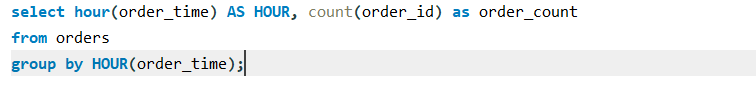 select hour(order_time) AS HOUR, count(order_id) as order_count
from orders
group by HOUR(order_time);